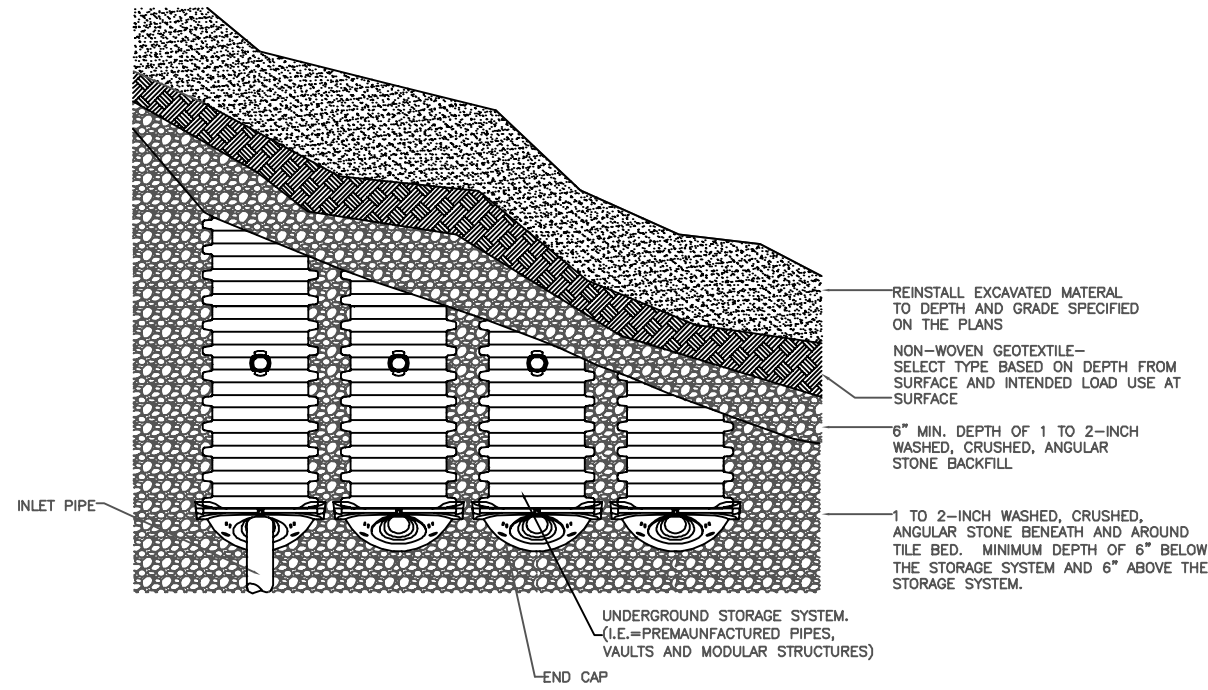 REINSTALL EXCAVATED MATERAL
TO DEPTH AND GRADE SPECIFIED
ON THE PLANS
NON-WOVEN GEOTEXTILE-
SELECT TYPE BASED ON DEPTH FROM
SURFACE AND INTENDED LOAD USE AT
SURFACE
6" MIN. DEPTH OF 1 TO 2-INCH
WASHED, CRUSHED, ANGULAR
STONE BACKFILL
INLET PIPE
1 TO 2-INCH WASHED, CRUSHED,
ANGULAR STONE BENEATH AND AROUND
TILE BED. MINIMUM DEPTH OF 6" BELOW
THE STORAGE SYSTEM AND 6" ABOVE THE
STORAGE SYSTEM.
UNDERGROUND STORAGE SYSTEM.
(I.E.=PREMAUNFACTURED PIPES,
VAULTS AND MODULAR STRUCTURES)
END CAP